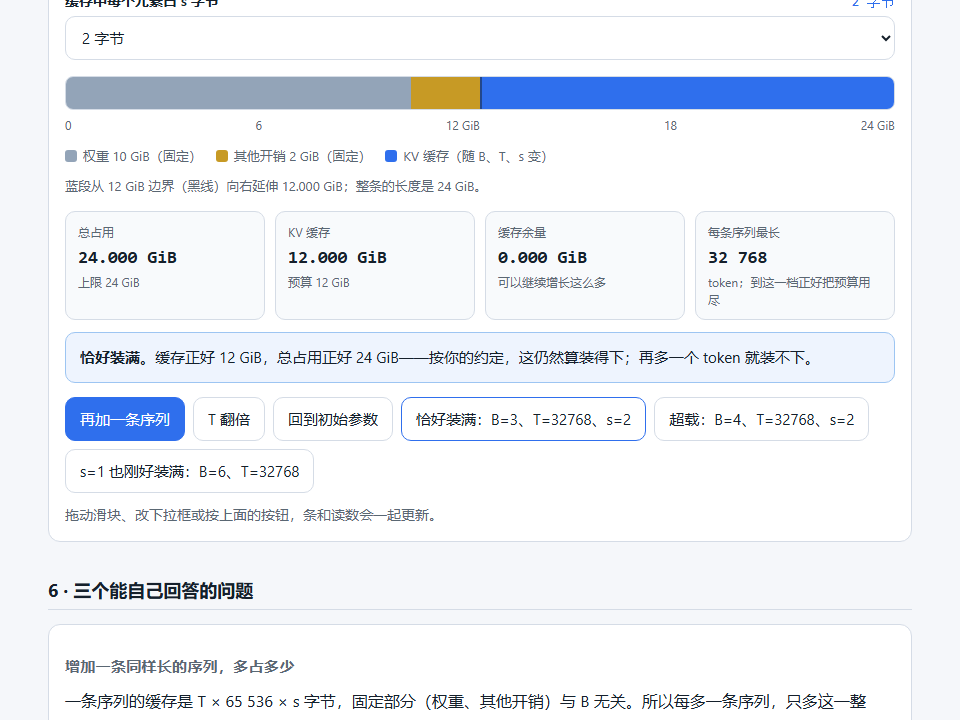 缓存中每个元素占 s 字节
2 字节
2 字节
0 6 12 GiB 18 24 GiB
权重 10 GiB（固定） 其他开销 2 GiB（固定） KV 缓存（随 B、T、s 变）
蓝段从 12 GiB 边界（黑线）向右延伸 12.000 GiB；整条的长度是 24 GiB。
总占用
24.000 GiB
上限 24 GiB
KV 缓存
12.000 GiB
预算 12 GiB
缓存余量
0.000 GiB
可以继续增长这么多
每条序列最长
32 768
token；到这一档正好把预算用
尽
恰好装满。缓存正好 12 GiB，总占用正好 24 GiB——按你的约定，这仍然算装得下；再多一个 token 就装不下。
再加一条序列 T 翻倍 回到初始参数 恰好装满：B=3、T=32768、s=2 超载：B=4、T=32768、s=2
s=1 也刚好装满：B=6、T=32768
拖动滑块、改下拉框或按上面的按钮，条和读数会一起更新。
6 · 三个能自己回答的问题
增加一条同样长的序列，多占多少
一条序列的缓存是 T × 65 536 × s 字节，固定部分（权重、其他开销）与 B 无关。所以每多一条序列，只多这一整